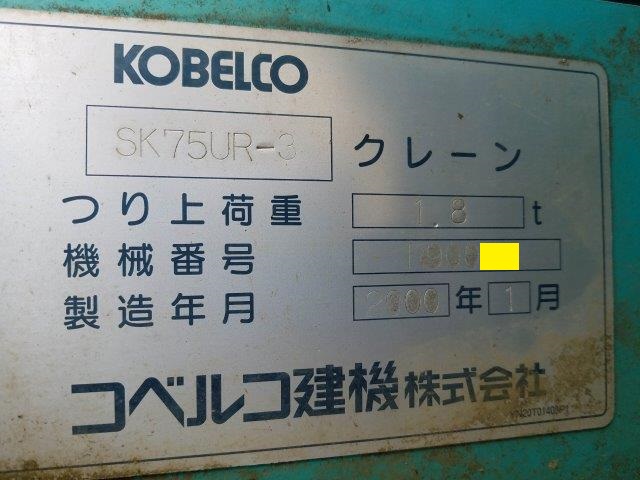 KOBELCO
SK75UR-3 クレーン
つり上荷重 1.8 t
機械番号
製造年月 2000 年 1 月
コベルコ建機株式会社